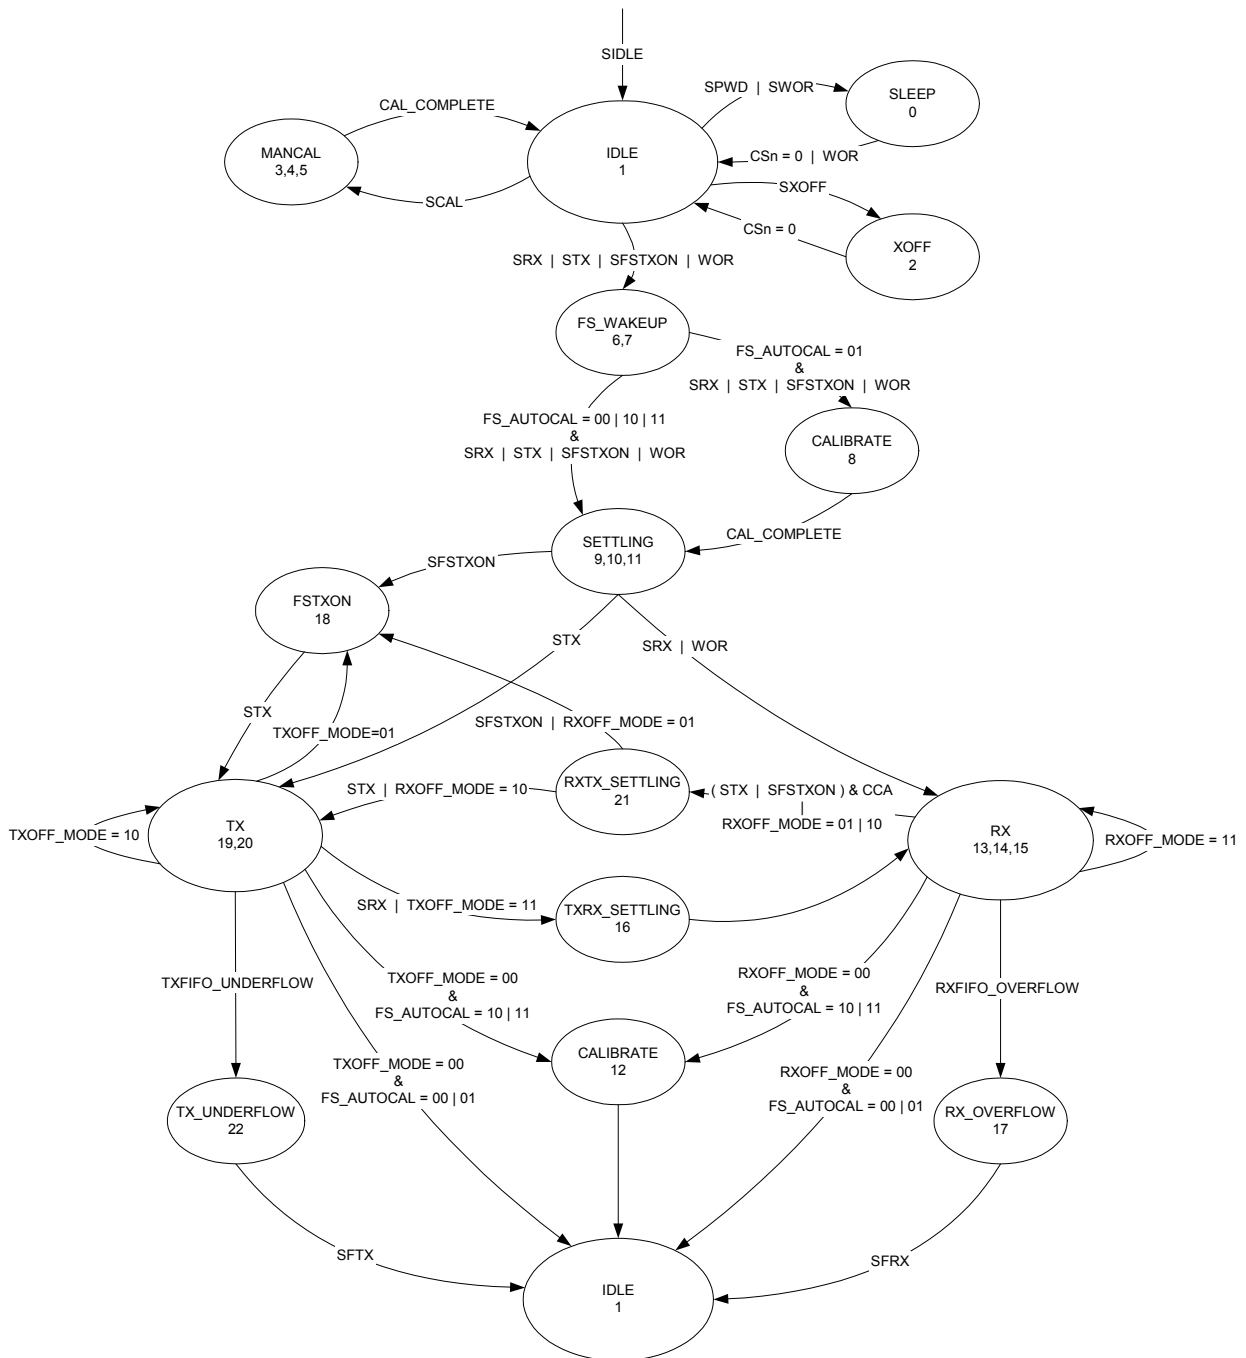 SIDLE
SPWD | SWOR
SLEEP
0
CAL_COMPLETE
MANCAL
3,4,5
IDLE
1
CSn = 0 | WOR
SXOFF
SCAL
CSn = 0
XOFF
2
SRX | STX | SFSTXON | WOR
FS_WAKEUP
6,7
FS_AUTOCAL = 01
&
SRX | STX | SFSTXON | WOR
FS_AUTOCAL = 00 | 10 | 11
&
SRX | STX | SFSTXON | WOR
CALIBRATE
8
CAL_COMPLETE
SETTLING
9,10,11
SFSTXON
FSTXON
18
STX
SRX | WOR
STX
TXOFF_MODE=01
SFSTXON | RXOFF_MODE = 01
STX | RXOFF_MODE = 10
RXTX_SETTLING
21
( STX | SFSTXON ) & CCA
|
RXOFF_MODE = 01 | 10
TXOFF_MODE = 10
TX
19,20
RX
13,14,15
RXOFF_MODE = 11
SRX | TXOFF_MODE = 11
TXRX_SETTLING
16
TXFIFO_UNDERFLOW
TXOFF_MODE = 00
&
FS_AUTOCAL = 10 | 11
RXOFF_MODE = 00
&
FS_AUTOCAL = 10 | 11
RXFIFO_OVERFLOW
CALIBRATE
12
TXOFF_MODE = 00
&
FS_AUTOCAL = 00 | 01
RXOFF_MODE = 00
&
FS_AUTOCAL = 00 | 01
TX_UNDERFLOW
22
RX_OVERFLOW
17
SFTX
SFRX
IDLE
1